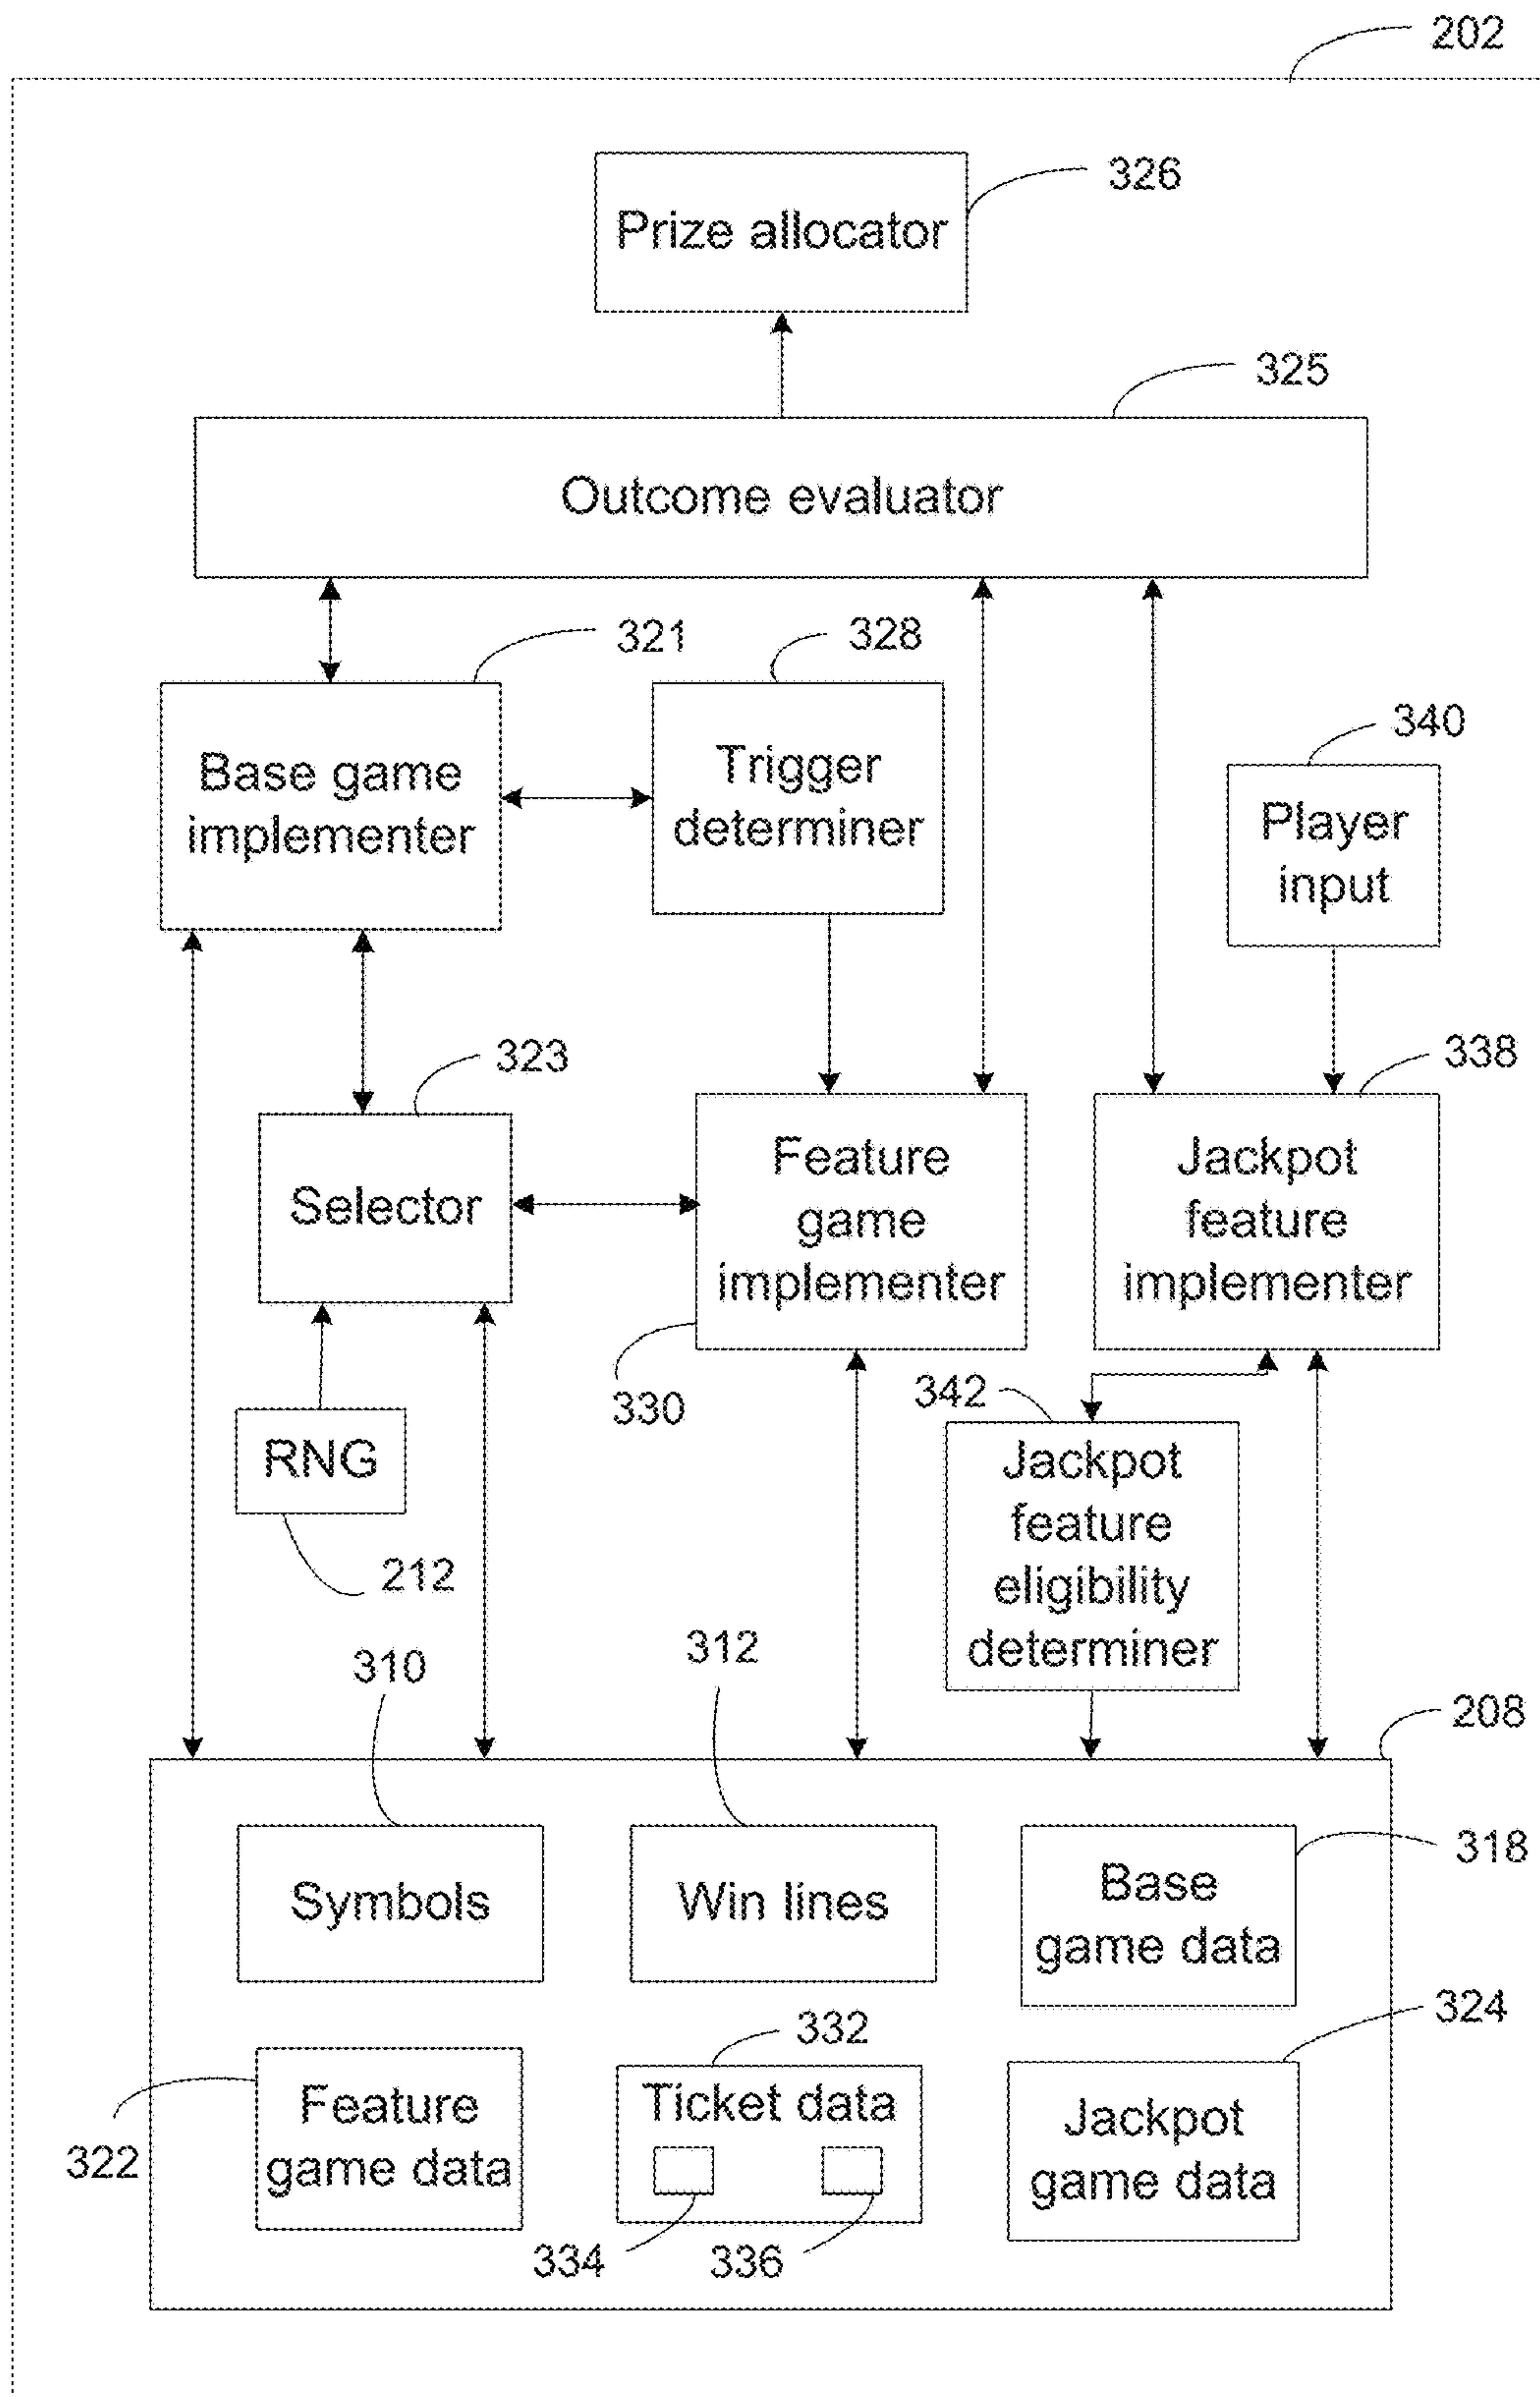 202
326
Prize allocator
325
Outcome evaluator
321
328
340
Base game
implementer
Trigger
determiner
Player
input
323
338
Selector
Feature
game
implementer
Jackpot
feature
implementer
330
342
RNG
212
Jackpot
feature
eligibility
determiner
310
312
208
Symbols
Win lines
Base
game data
318
324
332
Feature
game data
322
Ticket data
334
336
Jackpot
game data